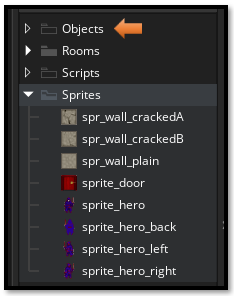 Objects
Rooms
Scripts
Sprites
spr_wall_crackedA
spr_wall_crackedB
spr_wall_plain
sprite_door
sprite_hero
sprite_hero_back
sprite_hero_left
sprite_hero_right